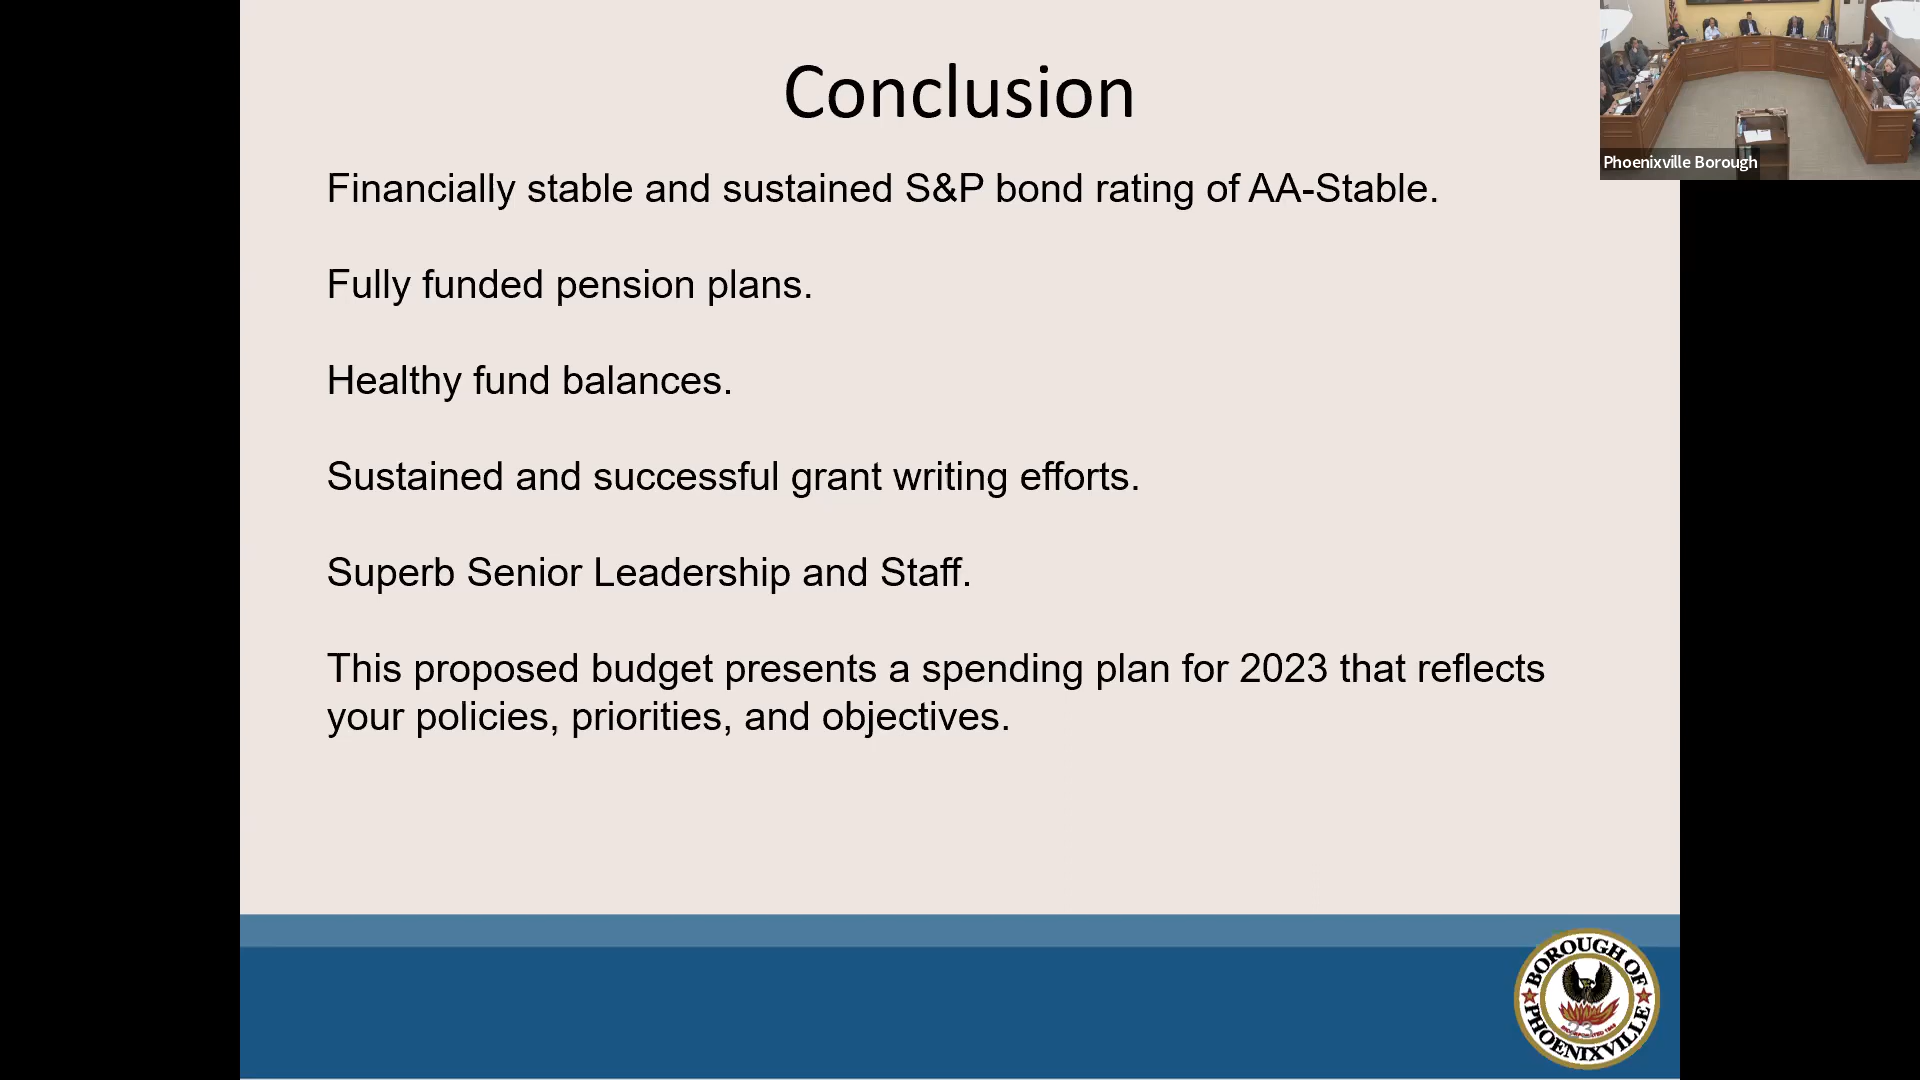 Conclusion
Financially stable and sustained S&P bond rating of AA-Stable.
Fully funded pension plans.
Healthy fund balances.
Sustained and successful grant writing efforts.
Superb Senior Leadership and Staff.
This proposed budget presents a spending plan for 2023 that reflects
your policies, priorities, and objectives.
Phoenixville Borough
BOROUGH OF
PHOENIXVILLE
23